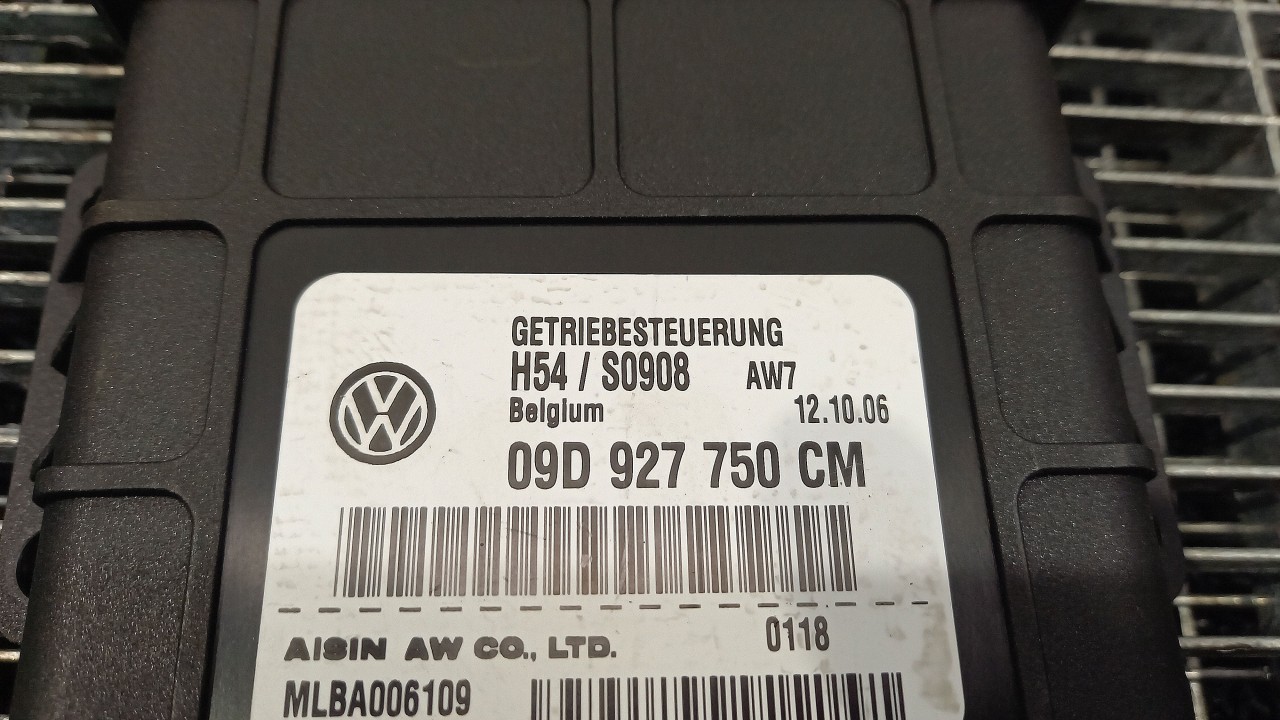 GETRIEBESTEUERUNG
H54 / S0908 AW7
Belgium 12.10.06
09D 927 750 CM
AISIN AW CO., LTD. 0118
MLBA006109